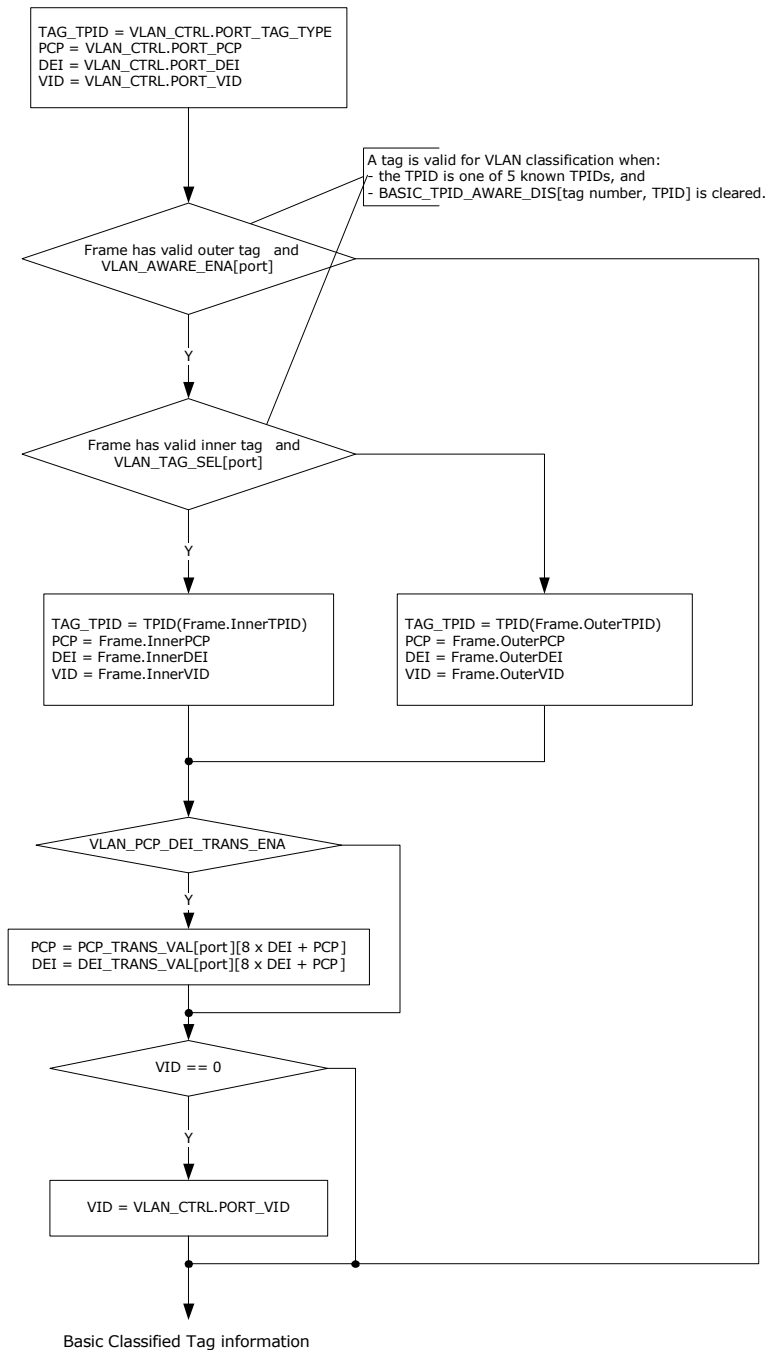 TAG_TPID = VLAN_CTRL.PORT_TAG_TYPE
PCP = VLAN_CTRL.PORT_PCP
DEI = VLAN_CTRL.PORT_DEI
VID = VLAN_CTRL.PORT_VID
A tag is valid for VLAN classification when:
- the TPID is one of 5 known TPIDs, and
- BASIC_TPID_AWARE_DIS[tag number, TPID] is cleared.
Frame has valid outer tag and
VLAN_AWARE_ENA[port]
Y
Frame has valid inner tag and
VLAN_TAG_SEL[port]
Y
TAG_TPID = TPID(Frame.InnerTPID)
PCP = Frame.InnerPCP
DEI = Frame.InnerDEI
VID = Frame.InnerVID
TAG_TPID = TPID(Frame.OuterTPID)
PCP = Frame.OuterPCP
DEI = Frame.OuterDEI
VID = Frame.OuterVID
VLAN_PCP_DEI_TRANS_ENA
Y
PCP = PCP_TRANS_VAL[port][8 x DEI + PCP]
DEI = DEI_TRANS_VAL[port][8 x DEI + PCP]
VID == 0
Y
VID = VLAN_CTRL.PORT_VID
Basic Classified Tag information